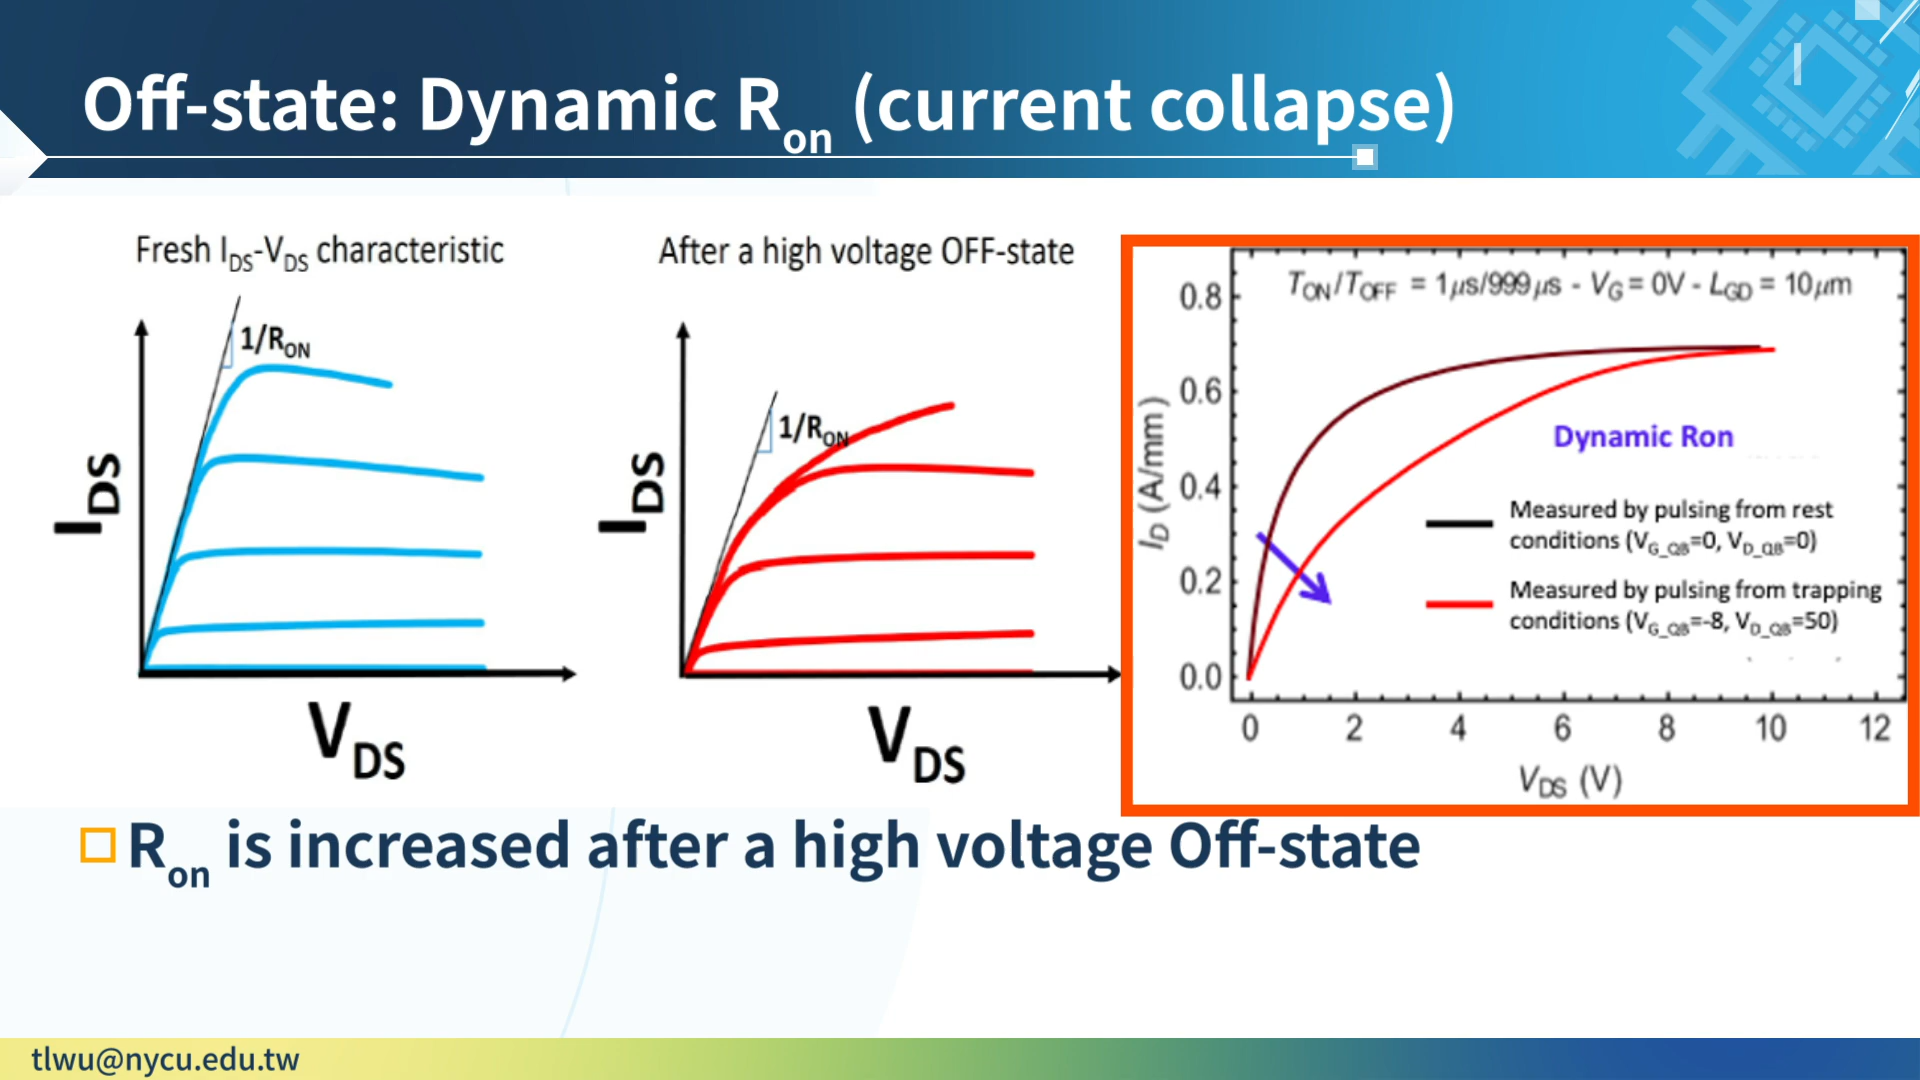 Off-state: Dynamic Ron (current collapse)
Fresh IDS-VDS characteristic
1/RON
IDS
VDS
After a high voltage OFF-state
1/RON
IDS
VDS
TON/TOFF = 1μs/999μs - VG = 0V - LGD = 10μm
0.8
0.6
0.4
0.2
0.0
ID (A/mm)
Dynamic Ron
Measured by pulsing from rest
conditions (VG_QB=0, VD_QB=0)
Measured by pulsing from trapping
conditions (VG_QB=-8, VD_QB=50)
0 2 4 6 8 10 12
VDS (V)
Ron is increased after a high voltage Off-state
tlwu@nycu.edu.tw